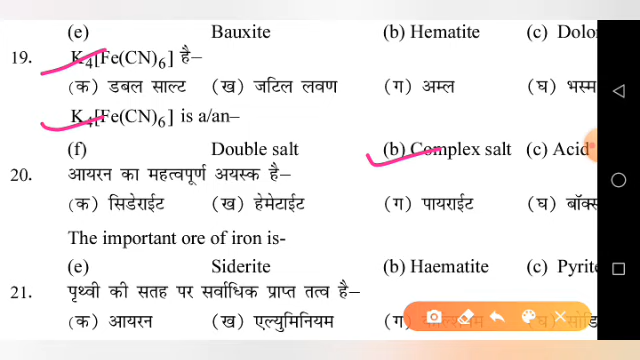 (e) Bauxite (b) Hematite (c) Dolor
19. K4[Fe(CN)6] है–
(क) डबल साल्ट (ख) जटिल लवण (ग) अम्ल (घ) भस्म
K4[Fe(CN)6] is a/an–
(f) Double salt (b) Complex salt (c) Acid
20. आयरन का महत्वपूर्ण अयस्क है–
(क) सिडेराईट (ख) हेमेटाईट (ग) पायराईट (घ) बॉक्स
The important ore of iron is-
(e) Siderite (b) Haematite (c) Pyrite
21. पृथ्वी की सतह पर सर्वाधिक प्राप्त तत्व है–
(क) आयरन (ख) एल्युमिनियम (ग)